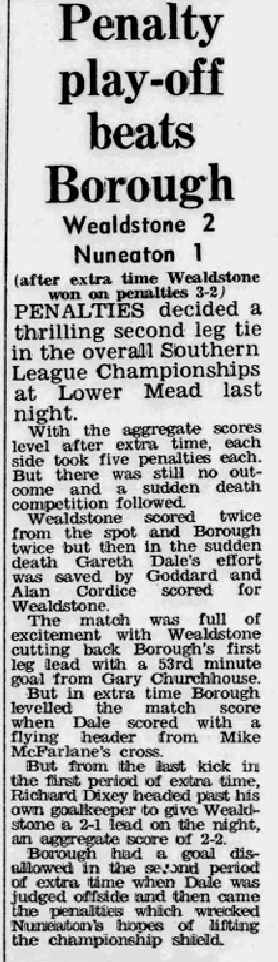 Penalty
play-off
beats
Borough
Wealdstone 2
Nuneaton 1
(after extra time Wealdstone
won on penalties 3-2)
PENALTIES decided a
thrilling second leg tie
in the overall Southern
League Championships
at Lower Mead last
night.
With the aggregate scores
level after extra time, each
side took five penalties each.
But there was still no out-
come and a sudden death
competition followed.
Wealdstone scored twice
from the spot and Borough
twice but then in the sudden
death Gareth Dale's effort
was saved by Goddard and
Alan Cordice scored for
Wealdstone.
The match was full of
excitement with Wealdstone
cutting back Borough's first
leg lead with a 53rd minute
goal from Gary Churchhouse.
But in extra time Borough
levelled the match score
when Dale scored with a
flying header from Mike
McFarlane's cross.
But from the last kick in
the first period of extra time,
Richard Dixey headed past his
own goalkeeper to give Weald-
stone a 2-1 lead on the night,
an aggregate score of 2-2.
Borough had a goal dis-
allowed in the second period
of extra time when Dale was
judged offside and then came
the penalties which wrecked
Nuneaton's hopes of lifting
the championship shield.